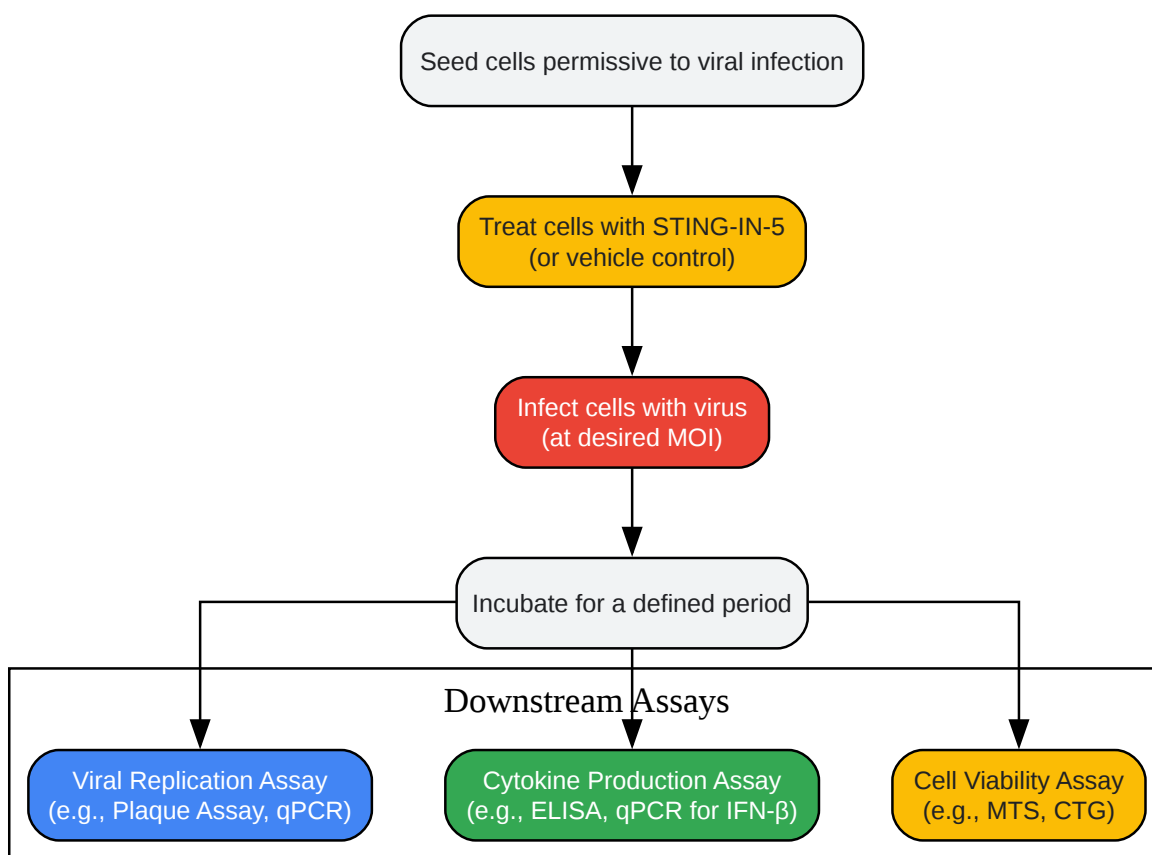 Seed cells permissive to viral infection
Treat cells with STING-IN-5
(or vehicle control)
Infect cells with virus
(at desired MOI)
Incubate for a defined period
Downstream Assays
Viral Replication Assay
(e.g., Plaque Assay, qPCR)
Cytokine Production Assay
(e.g., ELISA, qPCR for IFN-β)
Cell Viability Assay
(e.g., MTS, CTG)